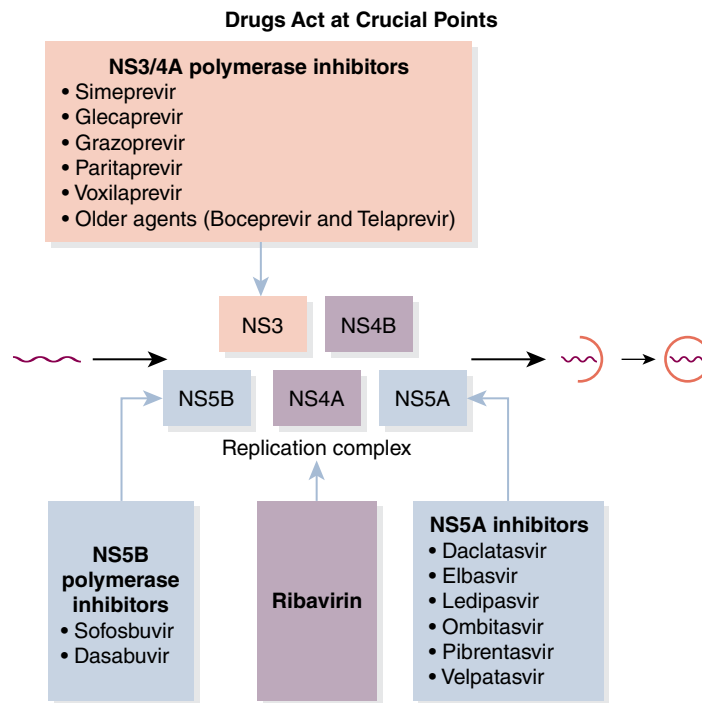 Drugs Act at Crucial Points
NS3/4A polymerase inhibitors
• Simeprevir
• Glecaprevir
• Grazoprevir
• Paritaprevir
• Voxilaprevir
• Older agents (Boceprevir and Telaprevir)
NS3
NS4B
NS5B
NS4A
NS5A
Replication complex
NS5B
polymerase
inhibitors
• Sofosbuvir
• Dasabuvir
Ribavirin
NS5A inhibitors
• Daclatasvir
• Elbasvir
• Ledipasvir
• Ombitasvir
• Pibrentasvir
• Velpatasvir